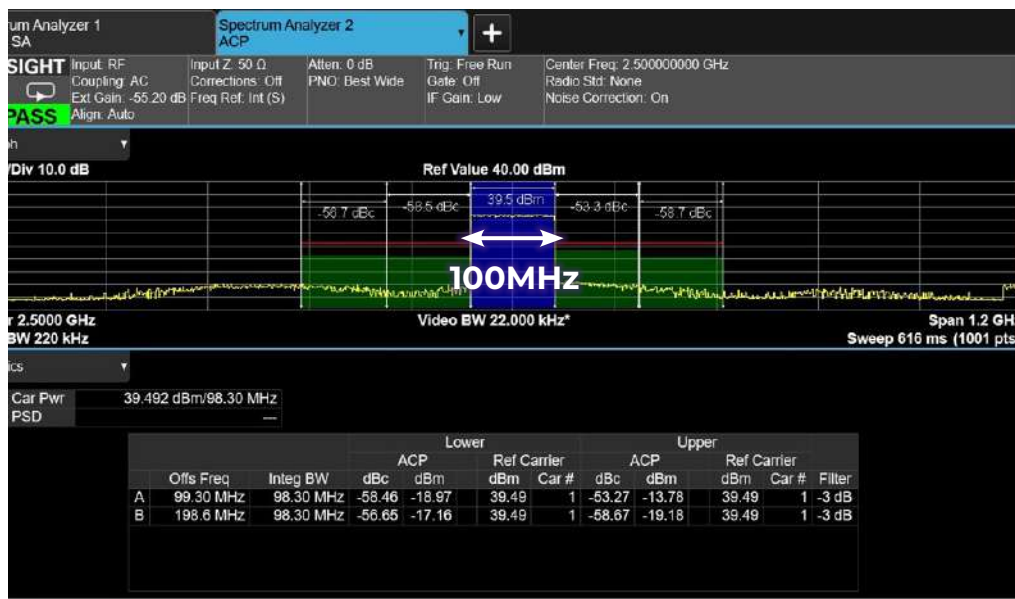 um Analyzer 1
SA
Spectrum Analyzer 2
ACP
+
SIGHT
PASS
Input: RF
Coupling: AC
Ext Gain: -55.20 dB
Align: Auto
Input Z: 50 Ω
Corrections: Off
Freq Ref: Int (S)
Atten: 0 dB
PNO: Best Wide
Trig: Free Run
Gate: Off
IF Gain: Low
Center Freq: 2.500000000 GHz
Radio Std: None
Noise Correction: On
ph
/Div 10.0 dB
Ref Value 40.00 dBm
-56.7 dBc
-58.5 dBc
39.5 dBm
-53.3 dBc
-58.7 dBc
100MHz
r 2.5000 GHz
BW 220 kHz
Video BW 22.000 kHz*
Span 1.2 GH
Sweep 616 ms (1001 pts
ics
Car Pwr 39.492 dBm/98.30 MHz
PSD ---
Lower Upper
ACP Ref Carrier ACP Ref Carrier
Offs Freq Integ BW dBc dBm dBm Car # dBc dBm dBm Car # Filter
A 99.30 MHz 98.30 MHz -58.46 -18.97 39.49 1 -53.27 -13.78 39.49 1 -3 dB
B 198.6 MHz 98.30 MHz -56.65 -17.16 39.49 1 -58.67 -19.18 39.49 1 -3 dB